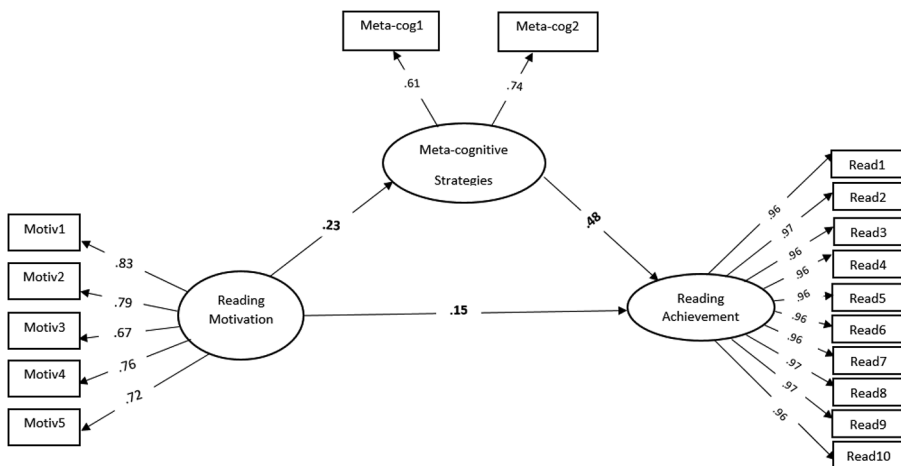 Meta-cog1
Meta-cog2
.61
.74
Meta-cognitive
Strategies
.23
.48
Motiv1
Motiv2
Motiv3
Motiv4
Motiv5
.83
.79
.67
.76
.72
Reading
Motivation
.15
Reading
Achievement
.96
.97
.96
.96
.96
.96
.96
.97
.97
.96
Read1
Read2
Read3
Read4
Read5
Read6
Read7
Read8
Read9
Read10